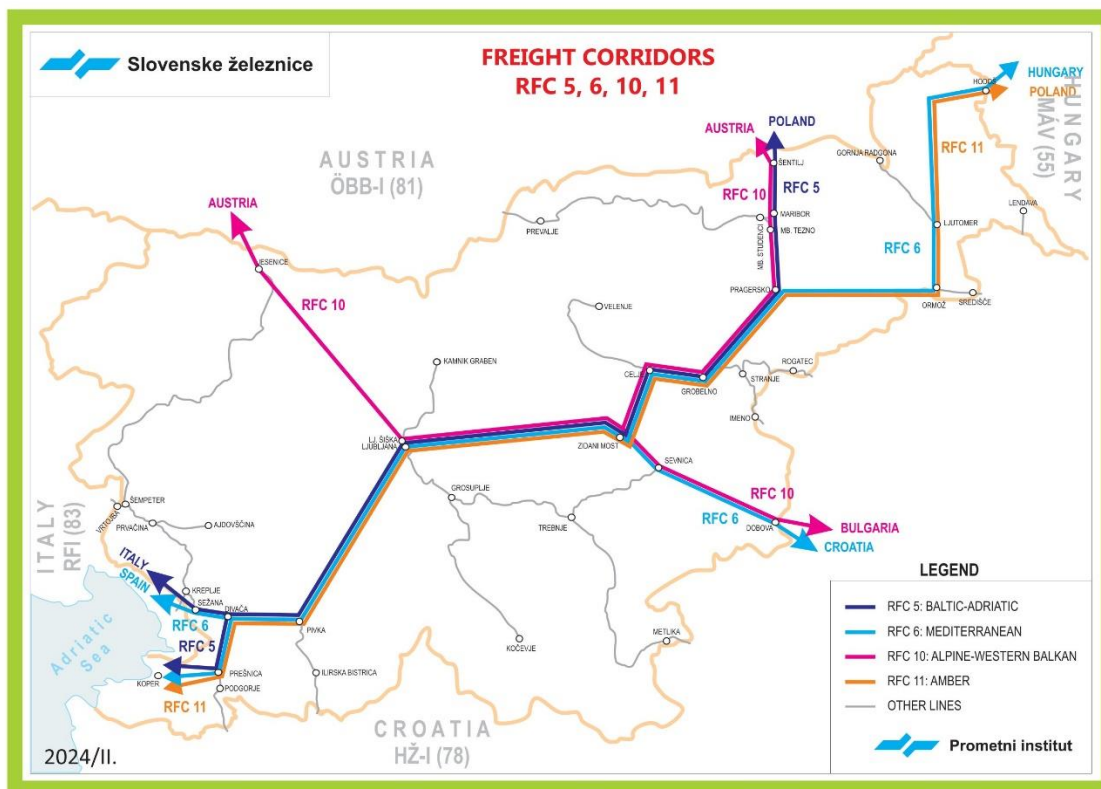 Slovenske železnice
FREIGHT CORRIDORS
RFC 5, 6, 10, 11
HUNGARY
POLAND
HODOŠ
HUNGARY
MÁV (55)
AUSTRIA
POLAND
AUSTRIA
ÖBB-I (81)
GORNJA RADGONA
RFC 11
ŠENTILJ
RFC 10
RFC 5
AUSTRIA
PREVALJE
MARIBOR
MB. TEZNO
MB. STUDENCI
LENDAVA
LJUTOMER
RFC 6
JESENICE
RFC 10
PRAGERSKO
ORMOŽ
SREDIŠČE
VELENJE
KAMNIK GRABEN
CELJE
GROBELNO
ROGATEC
STRANJE
IMENO
LJ. ŠIŠKA
LJUBLJANA
ZIDANI MOST
SEVNICA
GROSUPLJE
TREBNJE
RFC 10
RFC 6
DOBOVA
BULGARIA
CROATIA
ITALY
RFI (83)
ŠEMPETER
VRTOJBA
PRVAČINA
AJDOVŠČINA
ITALY
SPAIN
KREPLJE
SEŽANA
DIVAČA
RFC 6
RFC 5
PIVKA
Adriatic
Sea
KOPER
PREŠNICA
PODGORJE
RFC 11
ILIRSKA BISTRICA
KOČEVJE
METLIKA
CROATIA
HŽ-I (78)
2024/II.
LEGEND
RFC 5: BALTIC-ADRIATIC
RFC 6: MEDITERRANEAN
RFC 10: ALPINE-WESTERN BALKAN
RFC 11: AMBER
OTHER LINES
Prometni institut